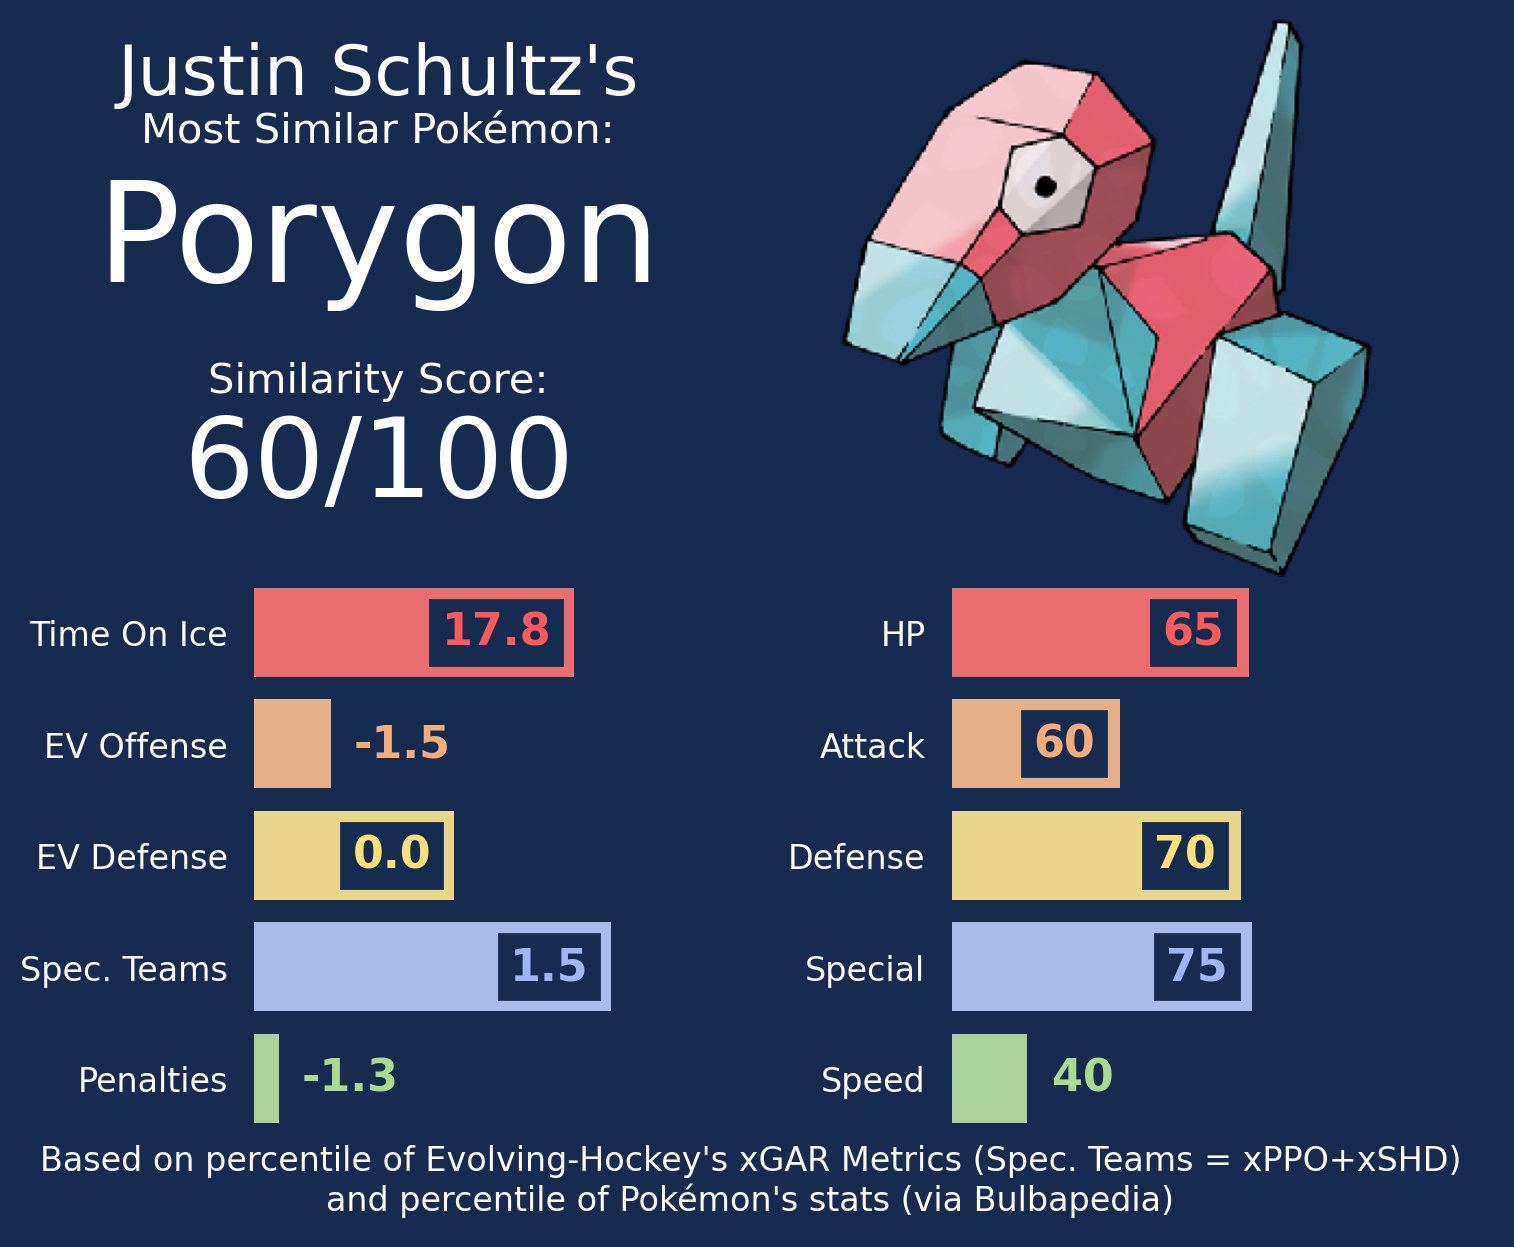 Justin Schultz's
Most Similar Pokémon:
Porygon
Similarity Score:
60/100
Time On Ice 17.8
EV Offense -1.5
EV Defense 0.0
Spec. Teams 1.5
Penalties -1.3
HP 65
Attack 60
Defense 70
Special 75
Speed 40
Based on percentile of Evolving-Hockey's xGAR Metrics (Spec. Teams = xPPO+xSHD)
and percentile of Pokémon's stats (via Bulbapedia)